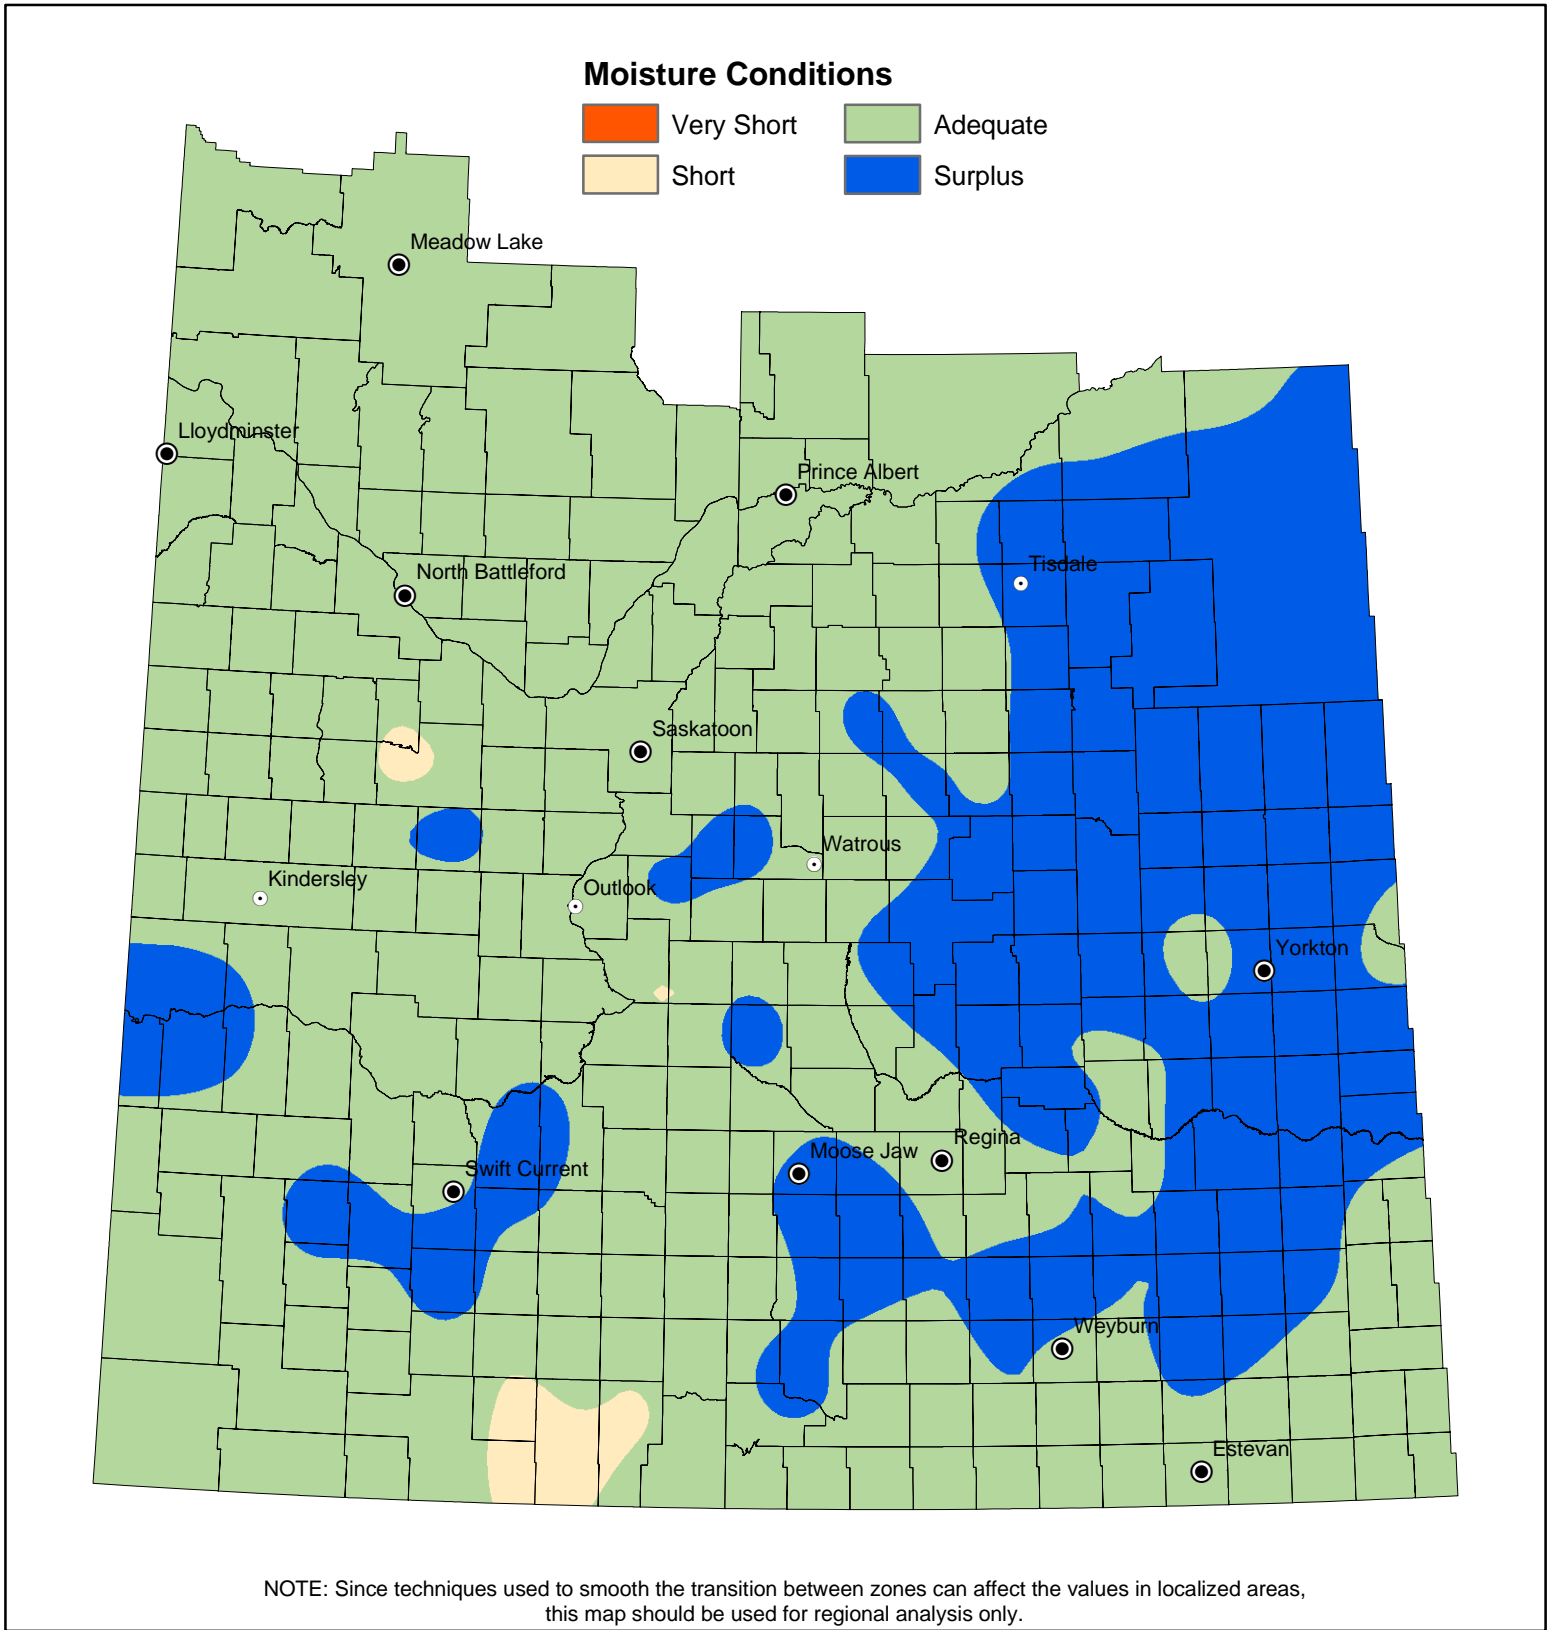 Moisture Conditions
Very Short
Adequate
Short
Surplus
Meadow Lake
Lloydminster
Prince Albert
North Battleford
Tisdale
Saskatoon
Watrous
Kindersley
Outlook
Yorkton
Regina
Moose Jaw
Swift Current
Weyburn
Estevan
NOTE: Since techniques used to smooth the transition between zones can affect the values in localized areas,
this map should be used for regional analysis only.